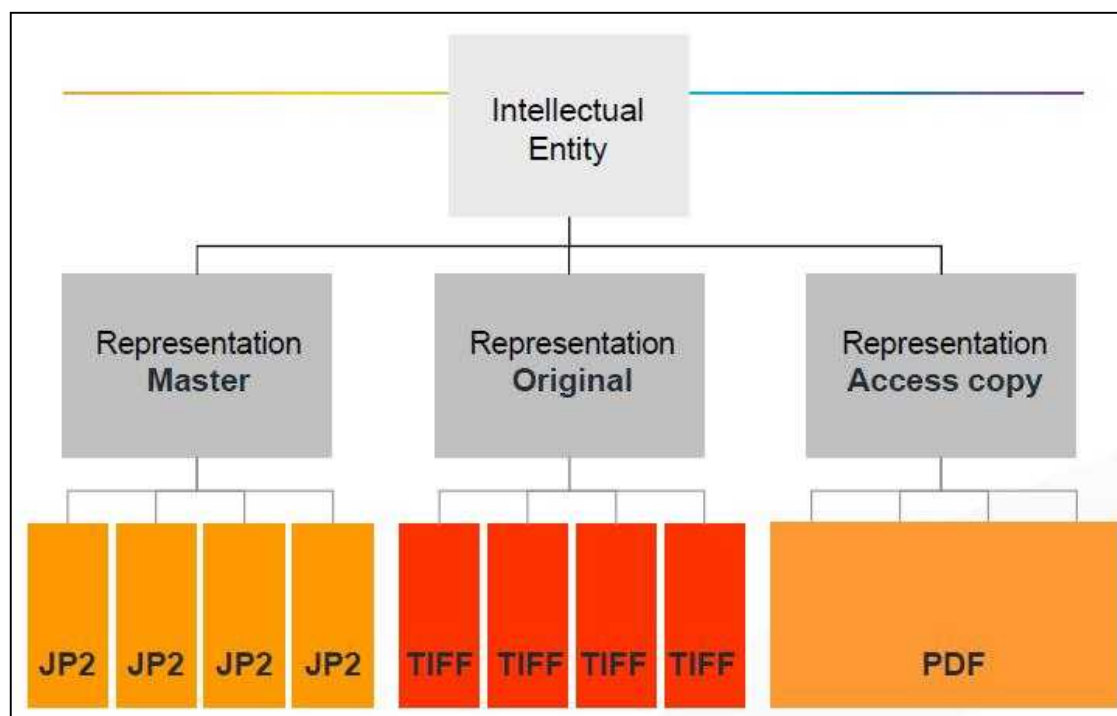 Intellectual
Entity
Representation
Master
Representation
Original
Representation
Access copy
JP2 JP2 JP2 JP2 TIFF TIFF TIFF TIFF PDF